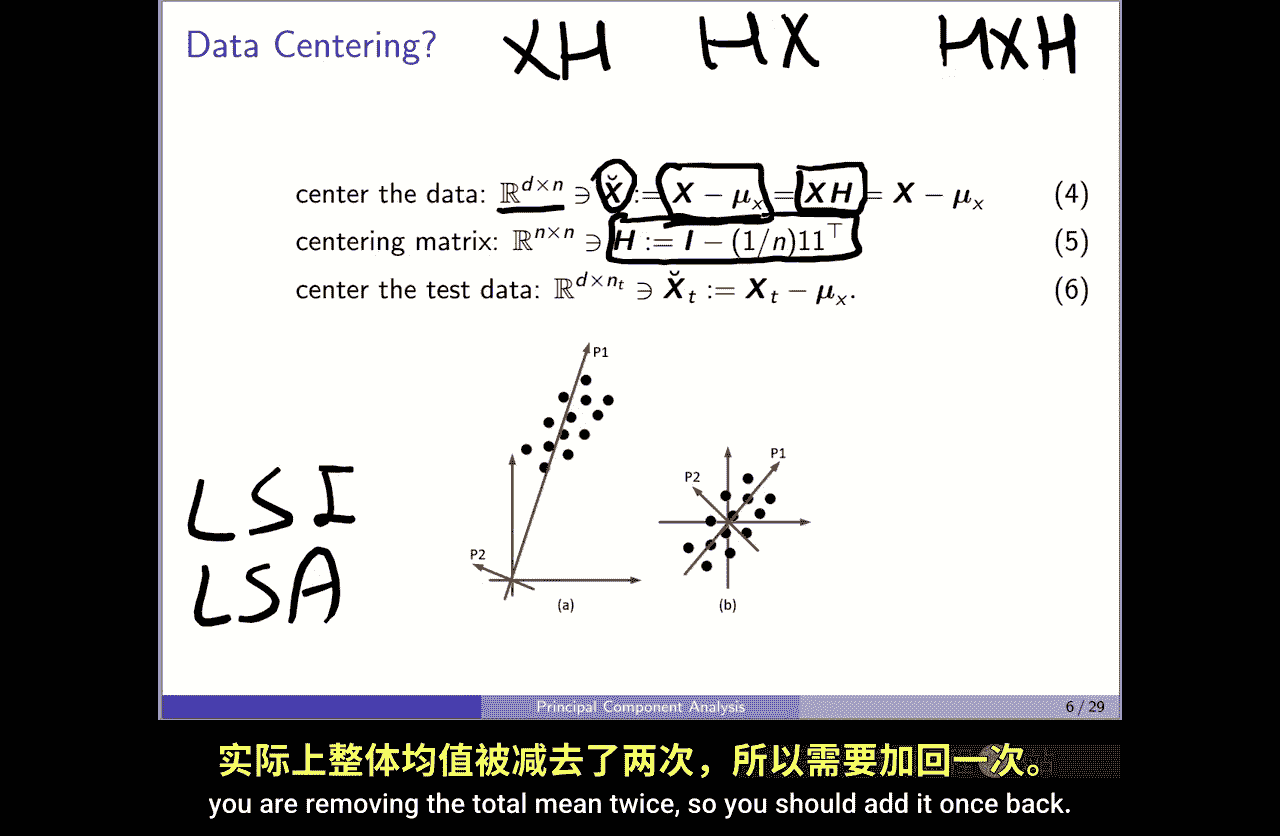 Data Centering? XH HX HXH
center the data: ℝ^{d×n} ∋ X̆ := X − μ_x = XH = X − μ_x (4)
centering matrix: ℝ^{n×n} ∋ H := I − (1/n)11^⊤ (5)
center the test data: ℝ^{d×n_t} ∋ X̆_t := X_t − μ_x. (6)
P1
P2
(a)
P1
P2
(b)
LSI
LSA
Principal Component Analysis 6 / 29
实际上整体均值被减去了两次，所以需要加回一次。
you are removing the total mean twice, so you should add it once back.